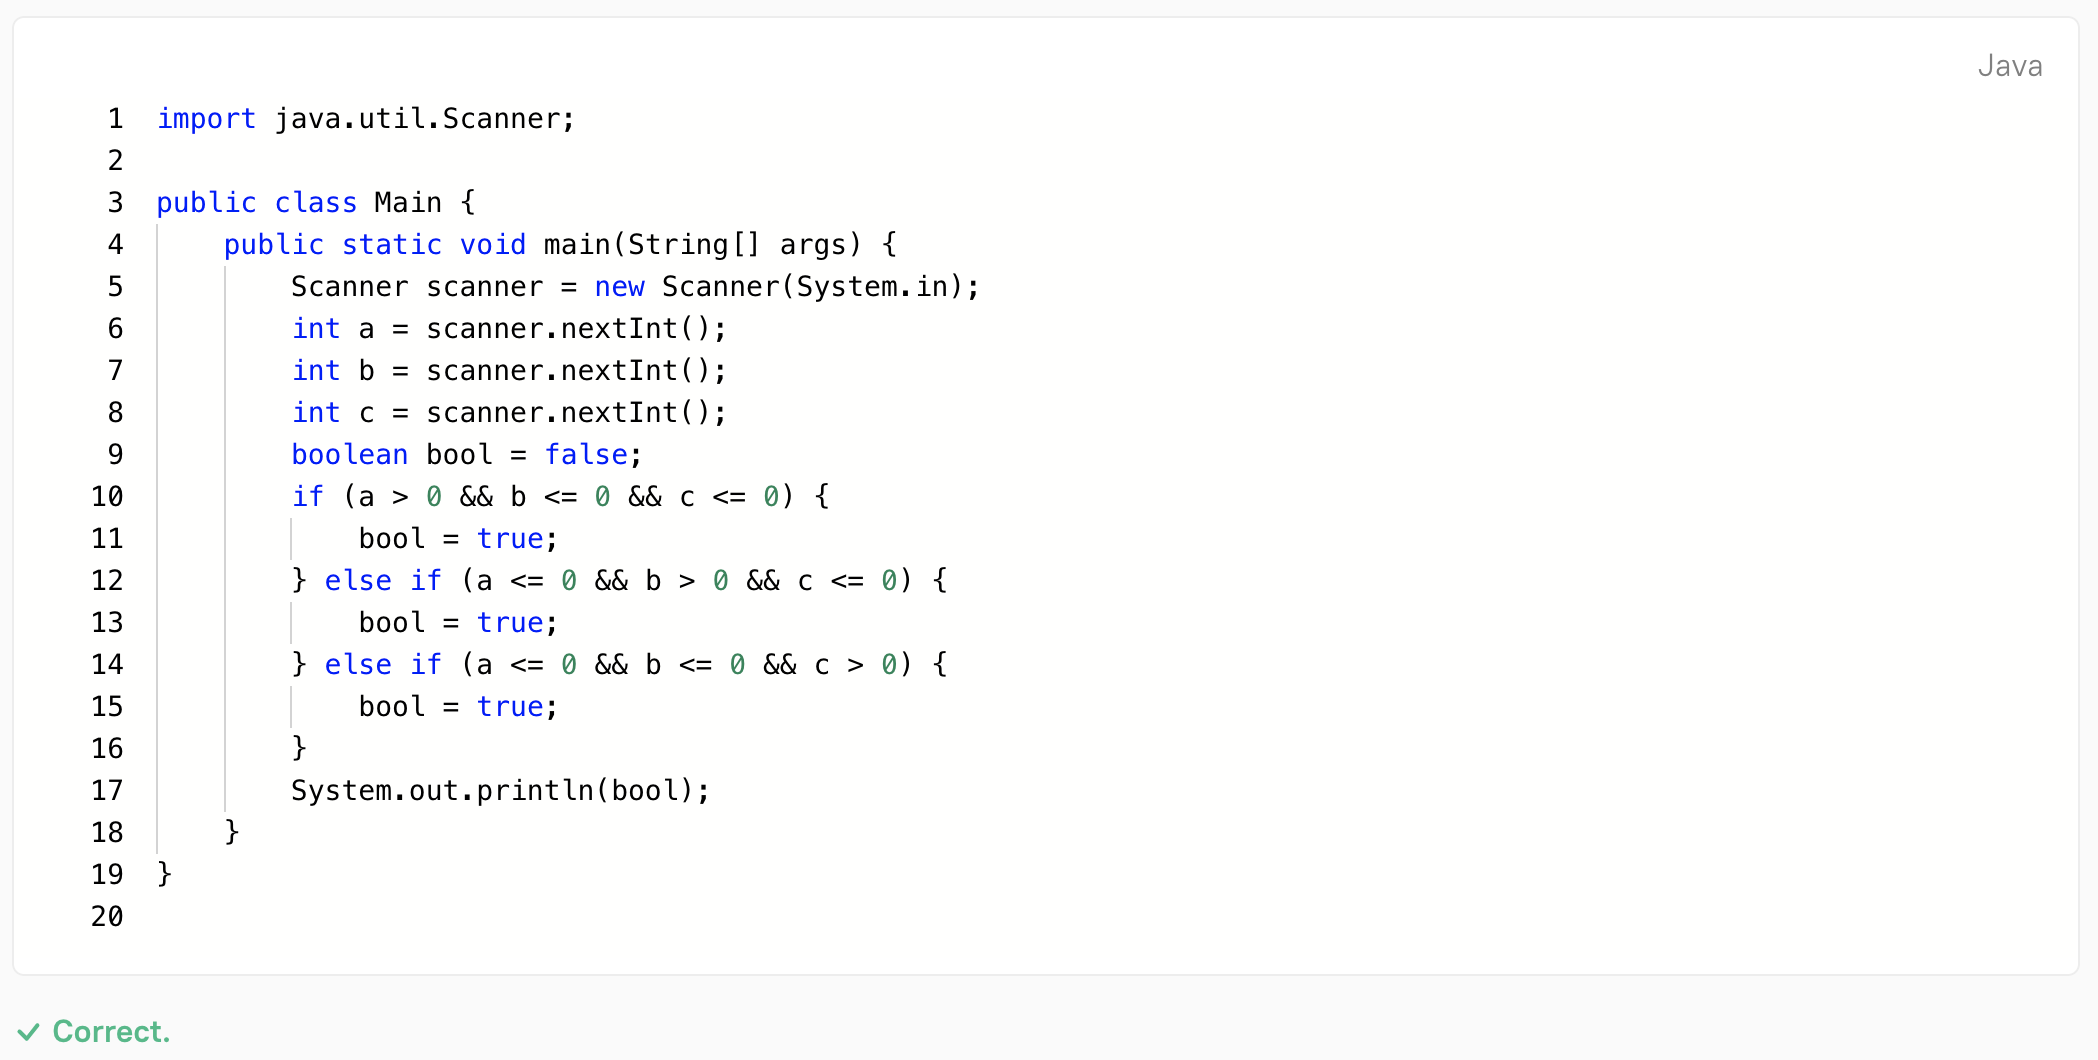 Java
1 import java.util.Scanner;
2
3 public class Main {
4     public static void main(String[] args) {
5         Scanner scanner = new Scanner(System.in);
6         int a = scanner.nextInt();
7         int b = scanner.nextInt();
8         int c = scanner.nextInt();
9         boolean bool = false;
10         if (a > 0 && b <= 0 && c <= 0) {
11             bool = true;
12         } else if (a <= 0 && b > 0 && c <= 0) {
13             bool = true;
14         } else if (a <= 0 && b <= 0 && c > 0) {
15             bool = true;
16         }
17         System.out.println(bool);
18     }
19 }
20
✓ Correct.